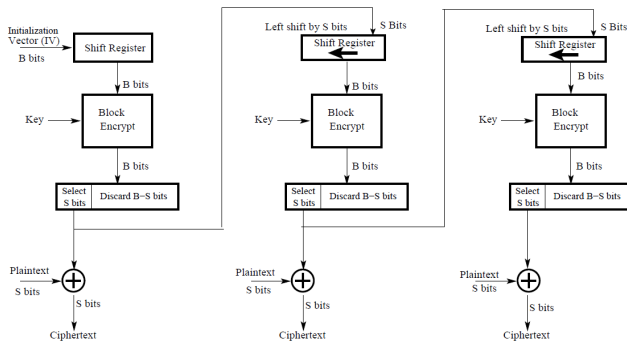 Initialization
Vector (IV)
B bits
Shift Register
B bits
Key
Block
Encrypt
B bits
Select
S bits
Discard B−S bits
Plaintext
S bits
S bits
Ciphertext
Left shift by S bits
S Bits
Shift Register
B bits
Key
Block
Encrypt
B bits
Select
S bits
Discard B−S bits
Plaintext
S bits
S bits
Ciphertext
Left shift by S bits
S Bits
Shift Register
B bits
Key
Block
Encrypt
B bits
Select
S bits
Discard B−S bits
Plaintext
S bits
S bits
Ciphertext